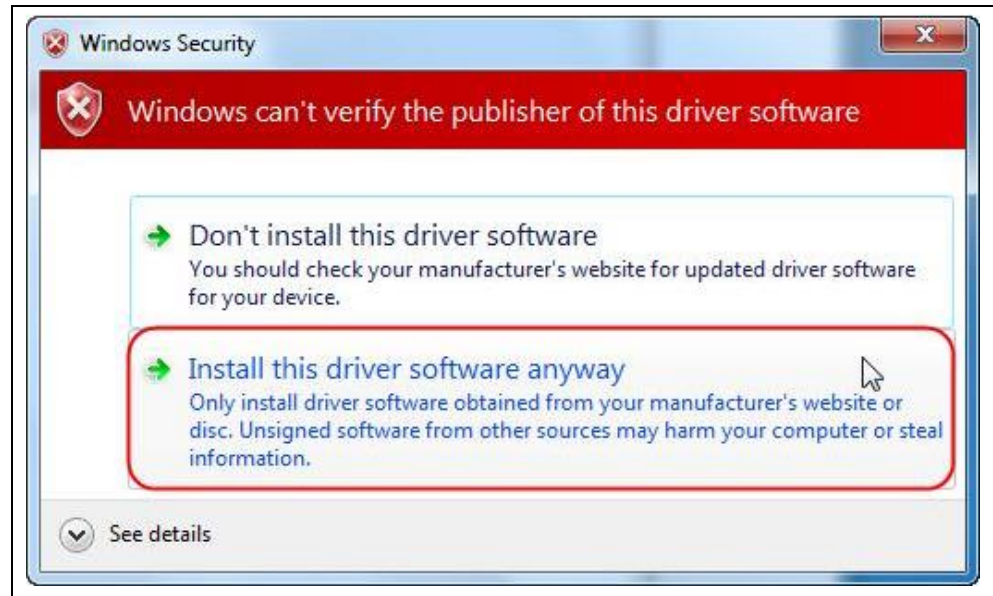 Windows Security
Windows can't verify the publisher of this driver software
Don't install this driver software
You should check your manufacturer's website for updated driver software
for your device.
Install this driver software anyway
Only install driver software obtained from your manufacturer's website or
disc. Unsigned software from other sources may harm your computer or steal
information.
See details